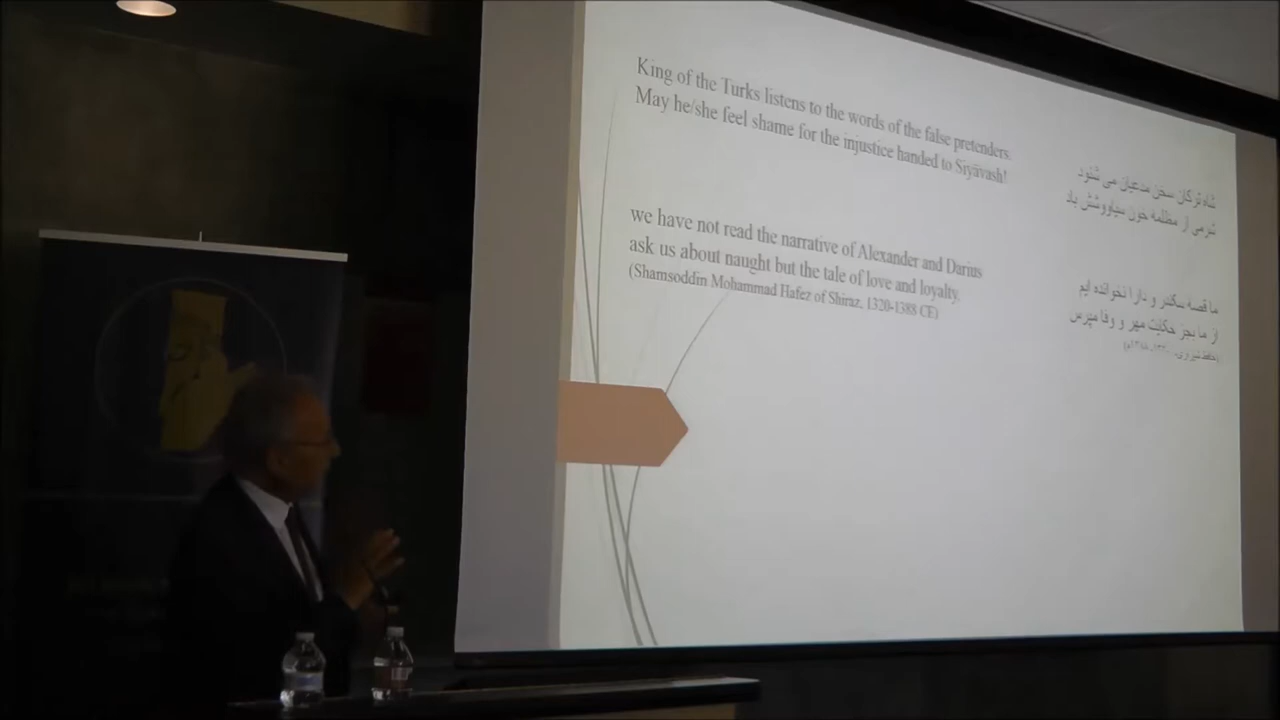 King of the Turks listens to the words of the false pretenders.
May he/she feel shame for the injustice handed to Siyāvash!
شاه ترکان سخن مدعیان می شنود
شرمی از مظلمه خون سیاووشش باد
we have not read the narrative of Alexander and Darius
ask us about naught but the tale of love and loyalty.
(Shamsoddin Mohammad Hafez of Shiraz, 1320-1388 CE)
ما قصه سکندر و دارا نخوانده ایم
از ما بجز حکایت مهر و وفا مپرس